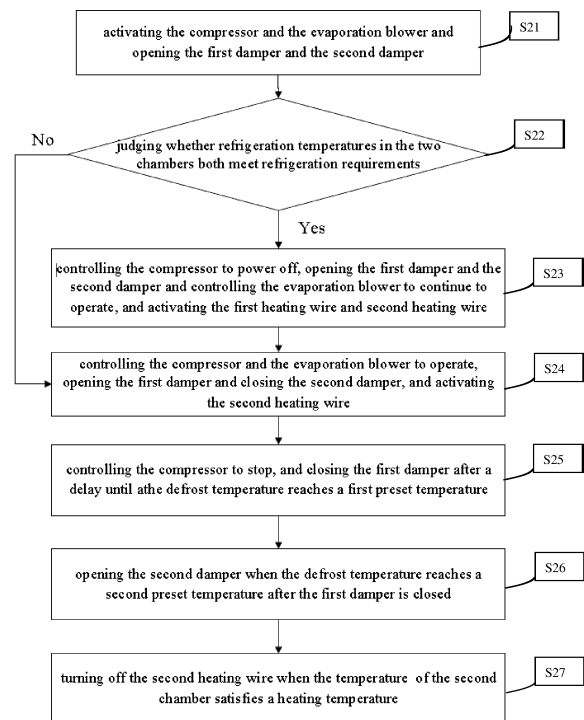 activating the compressor and the evaporation blower and
opening the first damper and the second damper
S21
No
judging whether refrigeration temperatures in the two
chambers both meet refrigeration requirements
S22
Yes
controlling the compressor to power off, opening the first damper and the
second damper and controlling the evaporation blower to continue to
operate, and activating the first heating wire and second heating wire
S23
controlling the compressor and the evaporation blower to operate,
opening the first damper and closing the second damper, and activating
the second heating wire
S24
controlling the compressor to stop, and closing the first damper after a
delay until athe defrost temperature reaches a first preset temperature
S25
opening the second damper when the defrost temperature reaches a
second preset temperature after the first damper is closed
S26
turning off the second heating wire when the temperature of the second
chamber satisfies a heating temperature
S27